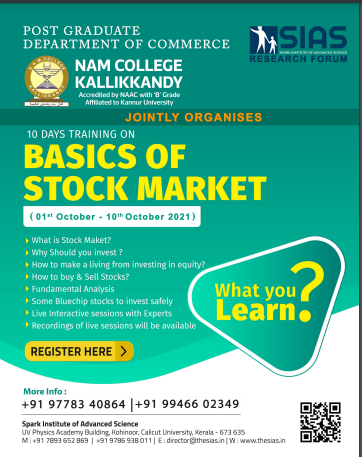 POST GRADUATE
DEPARTMENT OF COMMERCE
NAM COLLEGE
KALLIKKANDY
Accredited by NAAC with 'B' Grade
Affiliated to Kannur University
SIAS
SPARK INSTITUTE OF ADVANCED SCIENCE
RESEARCH FORUM
JOINTLY ORGANISES
10 DAYS TRAINING ON
BASICS OF
STOCK MARKET
(01st October - 10th October 2021)
What is Stock Maket?
Why Should you invest ?
How to make a living from investing in equity?
How to buy & Sell Stocks?
Fundamental Analysis
Some Bluechip stocks to invest safely
Live Interactive sessions with Experts
Recordings of live sessions will be available
What you
Learn?
REGISTER HERE
More Info :
+91 97783 40864 | +91 99466 02349
Spark Institute of Advanced Science
UV Physics Academy Building, Kohinoor, Calicut University, Kerala - 673 635
M : +91 7893 652 869 | +91 9786 938 011 | E : director@thesias.in | W : www.thesias.in